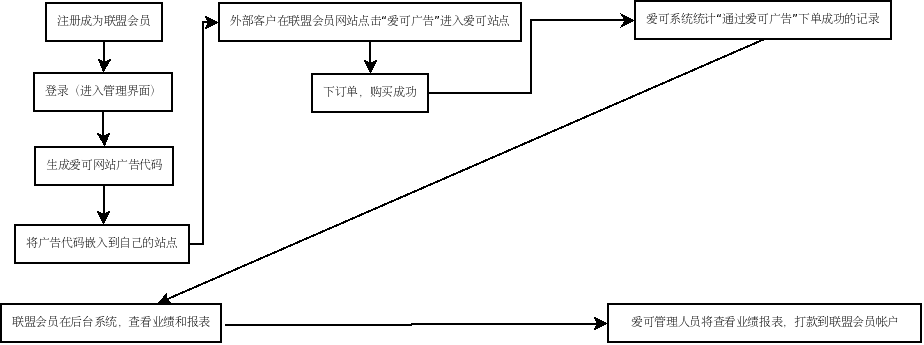 注册成为联盟会员
登录（进入管理界面）
生成爱可网站广告代码
将广告代码嵌入到自己的站点
外部客户在联盟会员网站点击“爱可广告”进入爱可站点
下订单，购买成功
爱可系统统计“通过爱可广告”下单成功的记录
联盟会员在后台系统，查看业绩和报表
爱可管理人员将查看业绩报表，打款到联盟会员帐户